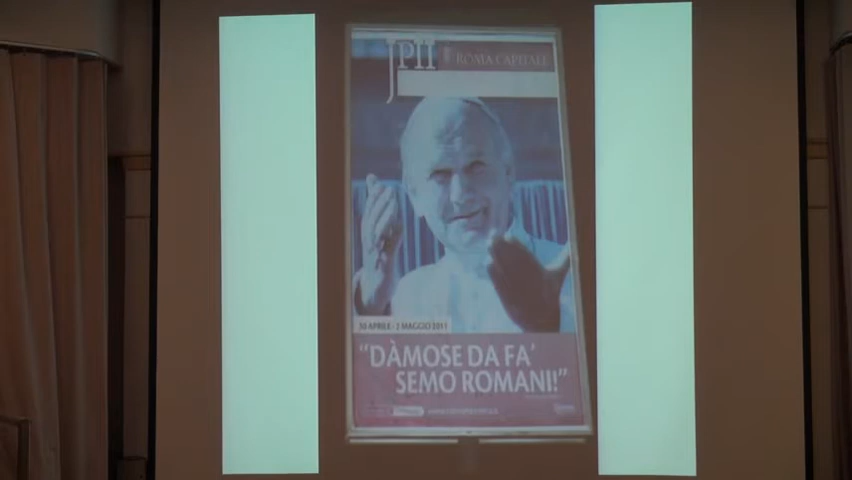 JPII
ROMA CAPITALE
30 APRILE - 2 MAGGIO 2011
“DÀMOSE DA FA’
SEMO ROMANI!”